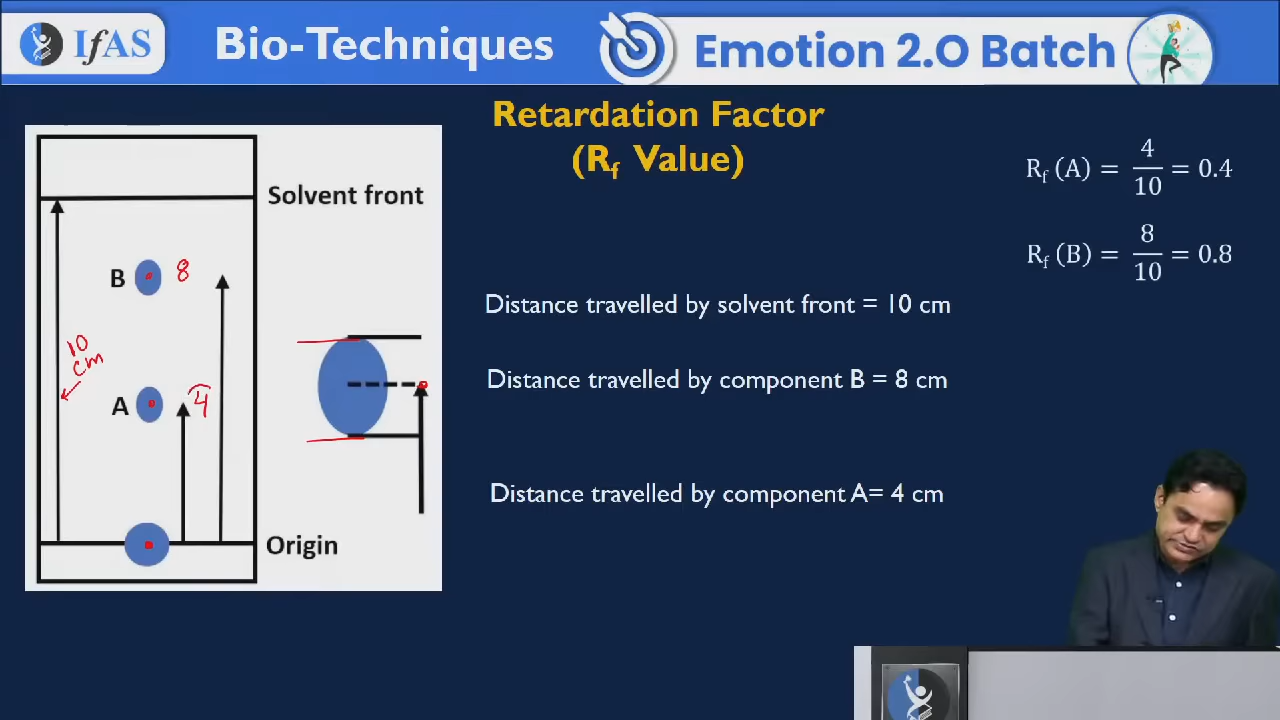 IfAS
Bio-Techniques
Emotion 2.O Batch
Retardation Factor
(Rf Value)
Rf (A) = 4/10 = 0.4
Rf (B) = 8/10 = 0.8
Solvent front
B 8
10
cm
A 4
Origin
Distance travelled by solvent front = 10 cm
Distance travelled by component B = 8 cm
Distance travelled by component A= 4 cm